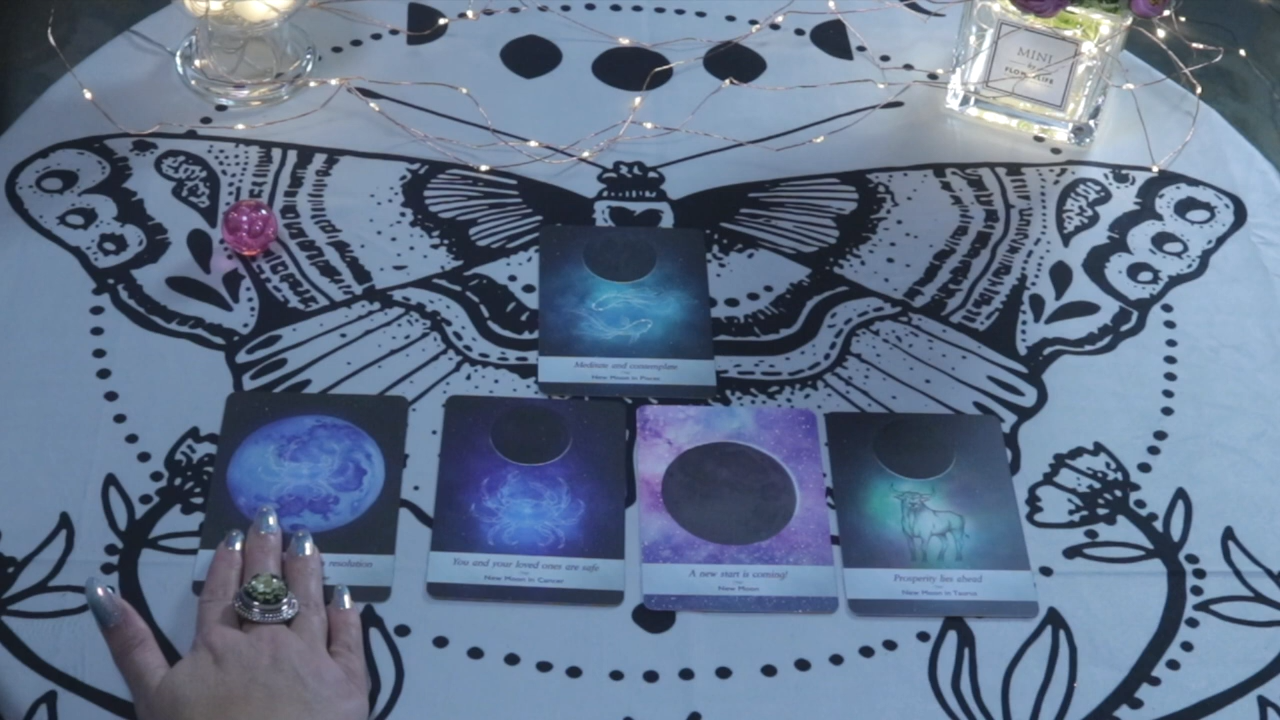 MINI
by
Meditate and contemplate
New Moon in Pisces
resolution
You and your loved ones are safe
New Moon in Cancer
A new start is coming!
New Moon
Prosperity lies ahead
New Moon in Taurus